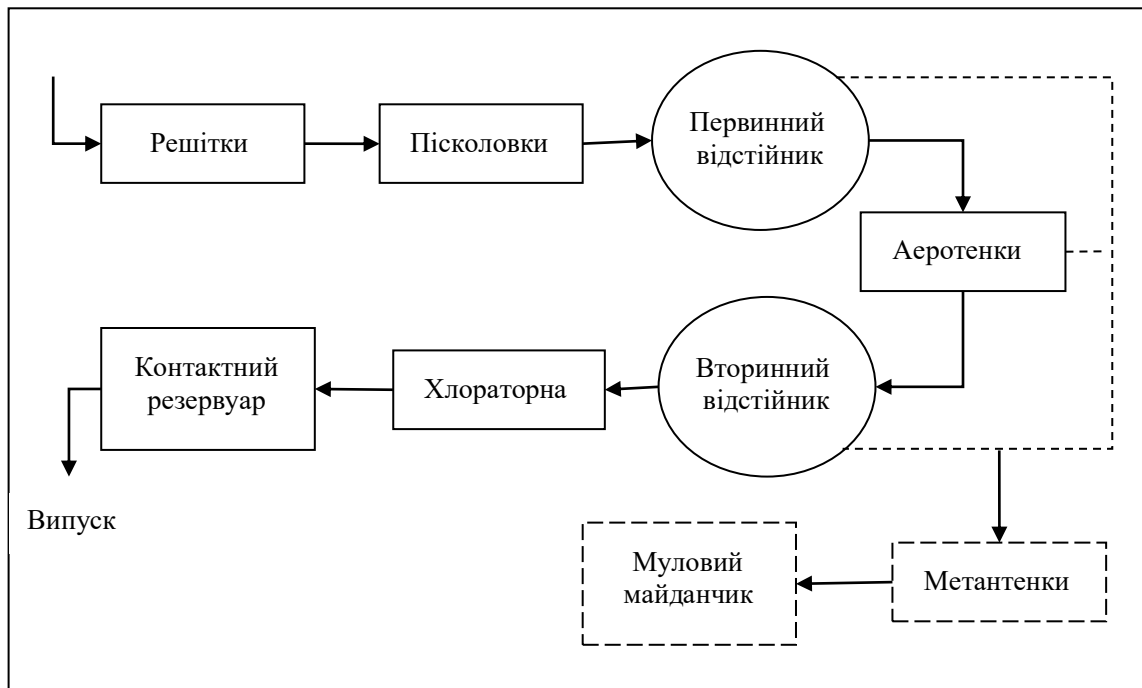 Решітки
Пісколовки
Первинний
відстійник
Аеротенки
Вторинний
відстійник
Хлораторна
Контактний
резервуар
Випуск
Метантенки
Муловий
майданчик